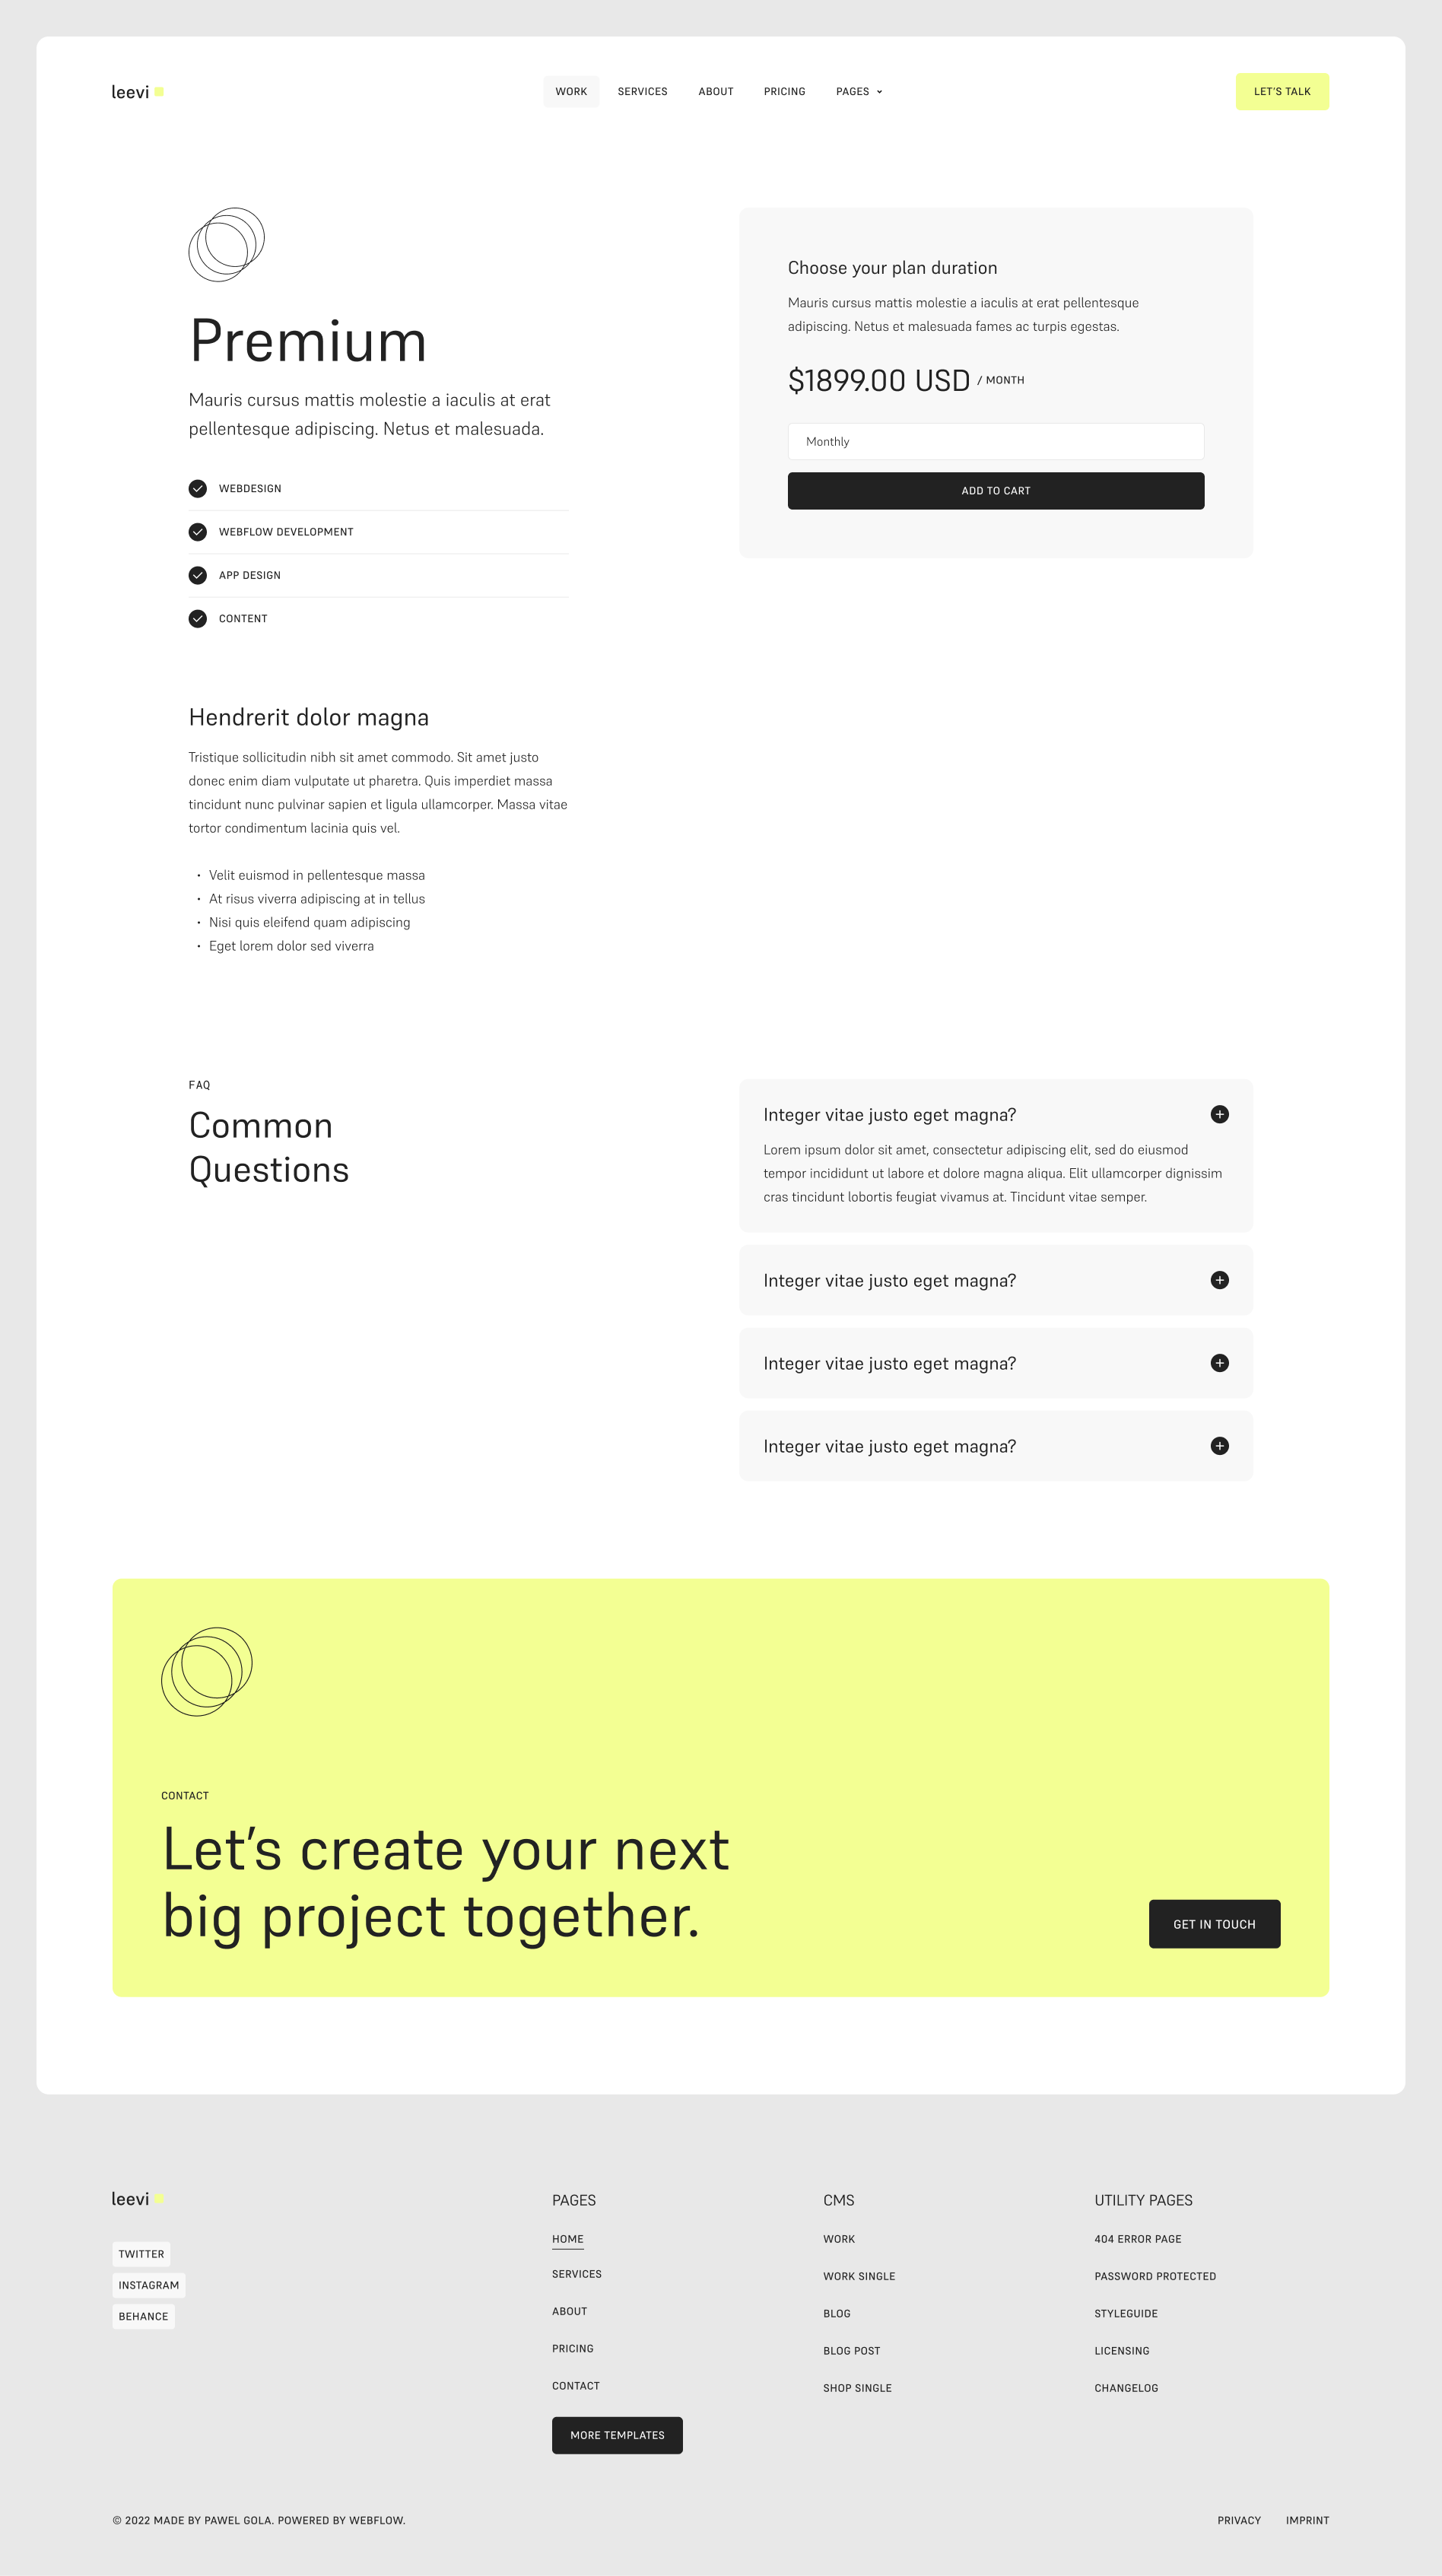 leevi
WORK
SERVICES
ABOUT
PRICING
PAGES
LET'S TALK
Premium
Mauris cursus mattis molestie a iaculis at erat
pellentesque adipiscing. Netus et malesuada.
WEBDESIGN
WEBFLOW DEVELOPMENT
APP DESIGN
CONTENT
Choose your plan duration
Mauris cursus mattis molestie a iaculis at erat pellentesque
adipiscing. Netus et malesuada fames ac turpis egestas.
$1899.00 USD / MONTH
Monthly
ADD TO CART
Hendrerit dolor magna
Tristique sollicitudin nibh sit amet commodo. Sit amet justo
donec enim diam vulputate ut pharetra. Quis imperdiet massa
tincidunt nunc pulvinar sapien et ligula ullamcorper. Massa vitae
tortor condimentum lacinia quis vel.
• Velit euismod in pellentesque massa
• At risus viverra adipiscing at in tellus
• Nisi quis eleifend quam adipiscing
• Eget lorem dolor sed viverra
FAQ
Common
Questions
Integer vitae justo eget magna?
Lorem ipsum dolor sit amet, consectetur adipiscing elit, sed do eiusmod
tempor incididunt ut labore et dolore magna aliqua. Elit ullamcorper dignissim
cras tincidunt lobortis feugiat vivamus at. Tincidunt vitae semper.
Integer vitae justo eget magna?
Integer vitae justo eget magna?
Integer vitae justo eget magna?
CONTACT
Let's create your next
big project together.
GET IN TOUCH
leevi
TWITTER
INSTAGRAM
BEHANCE
PAGES
HOME
SERVICES
ABOUT
PRICING
CONTACT
MORE TEMPLATES
CMS
WORK
WORK SINGLE
BLOG
BLOG POST
SHOP SINGLE
UTILITY PAGES
404 ERROR PAGE
PASSWORD PROTECTED
STYLEGUIDE
LICENSING
CHANGELOG
© 2022 MADE BY PAWEL GOLA. POWERED BY WEBFLOW.
PRIVACY
IMPRINT